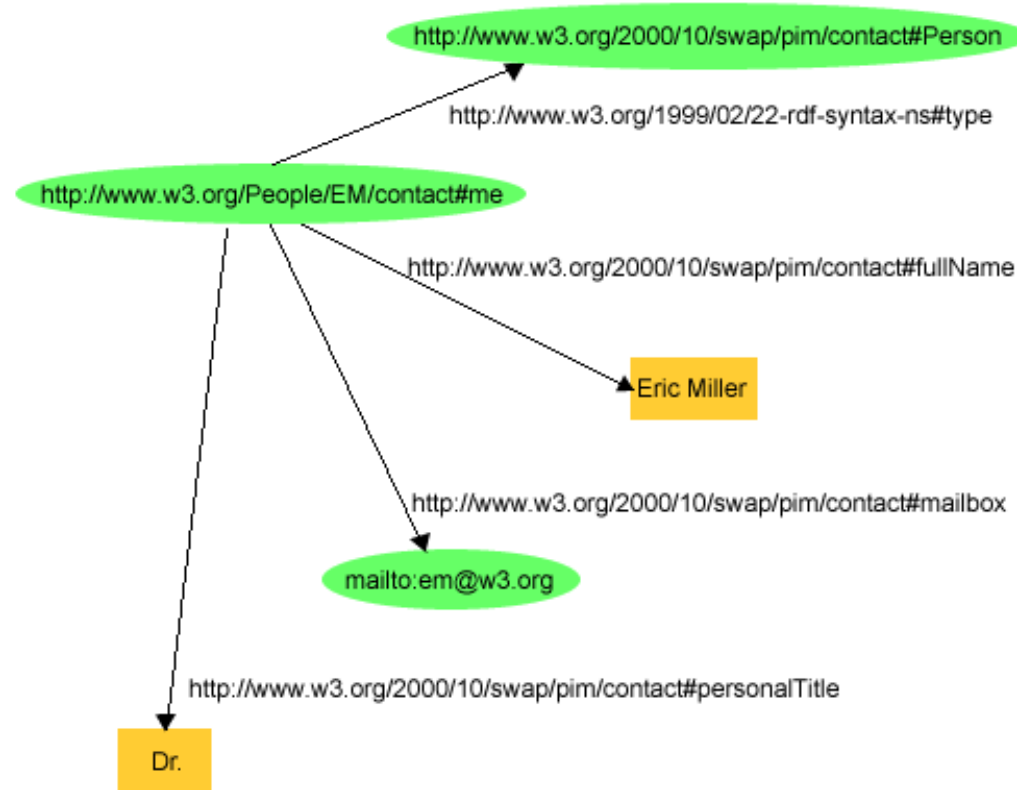 http://www.w3.org/2000/10/swap/pim/contact#Person
http://www.w3.org/1999/02/22-rdf-syntax-ns#type
http://www.w3.org/People/EM/contact#me
http://www.w3.org/2000/10/swap/pim/contact#fullName
Eric Miller
http://www.w3.org/2000/10/swap/pim/contact#mailbox
mailto:em@w3.org
http://www.w3.org/2000/10/swap/pim/contact#personalTitle
Dr.